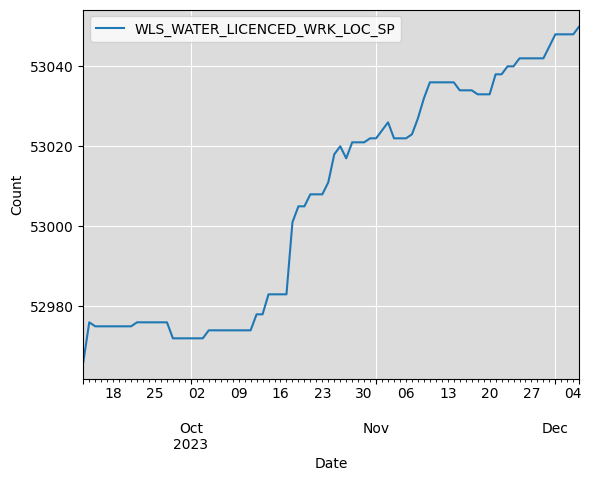 WLS_WATER_LICENCED_WRK_LOC_SP
53040
53020
53000
52980
Count
18 25 02 09 16 23 30 06 13 20 27 04
Oct Nov Dec
2023
Date